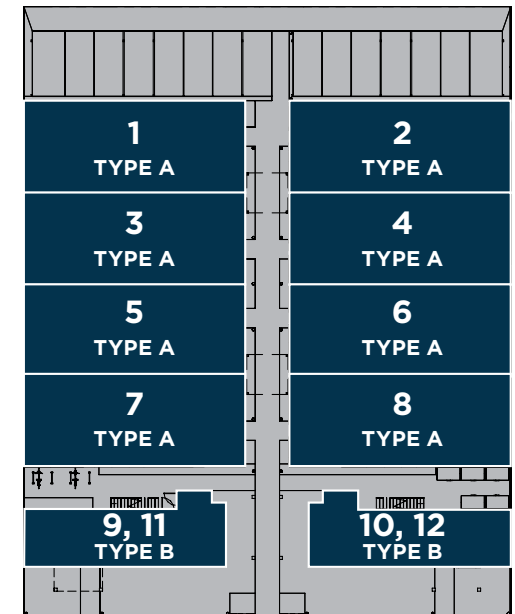 1
TYPE A
2
TYPE A
3
TYPE A
4
TYPE A
5
TYPE A
6
TYPE A
7
TYPE A
8
TYPE A
9, 11
TYPE B
10, 12
TYPE B